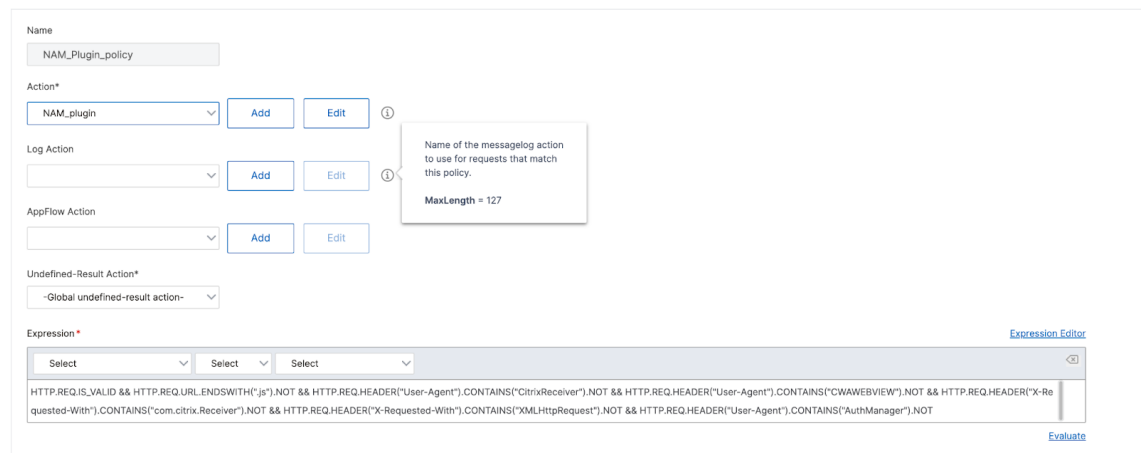 Name
NAM_Plugin_policy
Action*
NAM_plugin
Add
Edit
Log Action
Add
Edit
Name of the messagelog action
to use for requests that match
this policy.
MaxLength = 127
AppFlow Action
Add
Edit
Undefined-Result Action*
-Global undefined-result action-
Expression*
Expression Editor
Select
Select
Select
HTTP.REQ.IS_VALID && HTTP.REQ.URL.ENDSWITH(".js").NOT && HTTP.REQ.HEADER("User-Agent").CONTAINS("CitrixReceiver").NOT && HTTP.REQ.HEADER("User-Agent").CONTAINS("CWAWEBVIEW").NOT && HTTP.REQ.HEADER("X-Re
quested-With").CONTAINS("com.citrix.Receiver").NOT && HTTP.REQ.HEADER("X-Requested-With").CONTAINS("XMLHttpRequest").NOT && HTTP.REQ.HEADER("User-Agent").CONTAINS("AuthManager").NOT
Evaluate